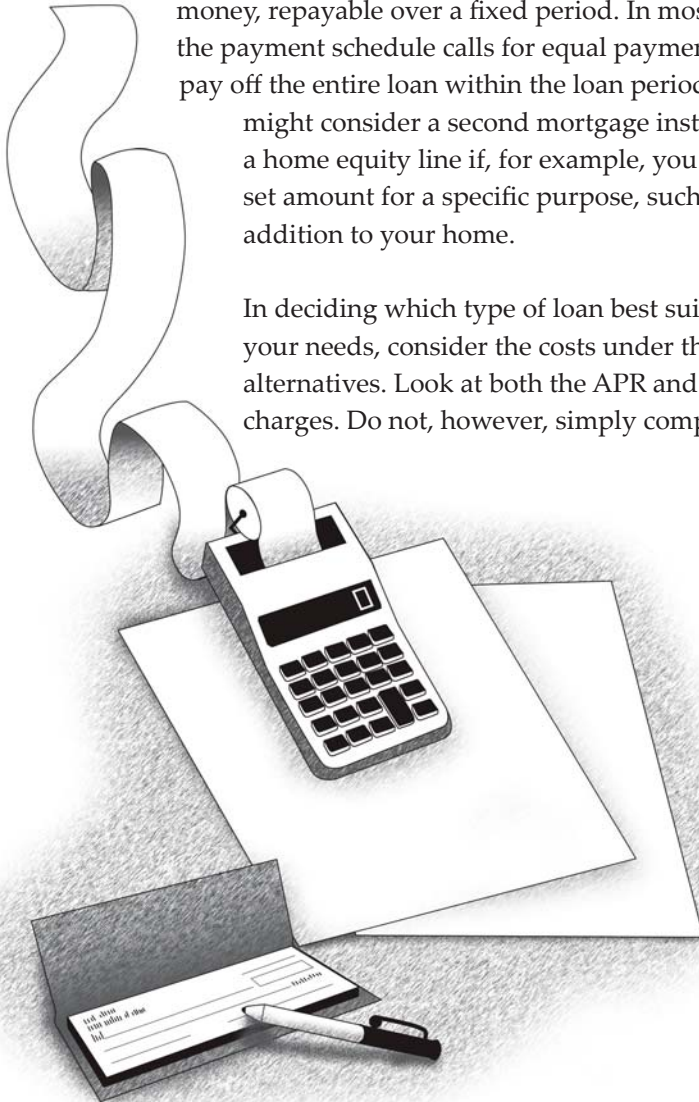 money, repayable over a fixed period. In mos
the payment schedule calls for equal paymen
pay off the entire loan within the loan period
might consider a second mortgage inst
a home equity line if, for example, you
set amount for a specific purpose, such
addition to your home.
In deciding which type of loan best sui
your needs, consider the costs under th
alternatives. Look at both the APR and
charges. Do not, however, simply comp
0